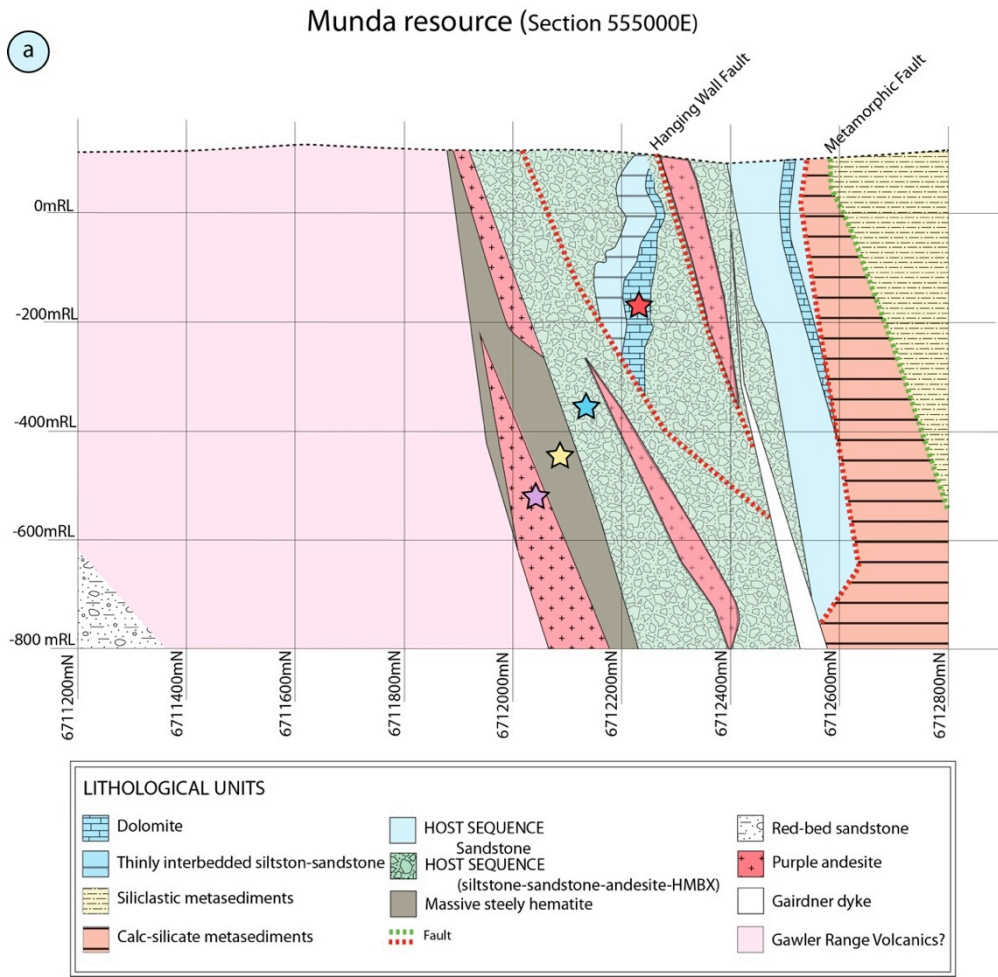 Munda resource (Section 555000E)
a
Hanging Wall Fault
Metamorphic Fault
0mRL
-200mRL
-400mRL
-600mRL
-800 mRL
6711200mN
6711400mN
6711600mN
6711800mN
6712000mN
6712200mN
6712400mN
6712600mN
6712800mN
LITHOLOGICAL UNITS
Dolomite
Thinly interbedded siltston-sandstone
Siliclastic metasediments
Calc-silicate metasediments
HOST SEQUENCE
Sandstone
HOST SEQUENCE
(siltstone-sandstone-andesite-HMBX)
Massive steely hematite
Fault
Red-bed sandstone
Purple andesite
Gairdner dyke
Gawler Range Volcanics?